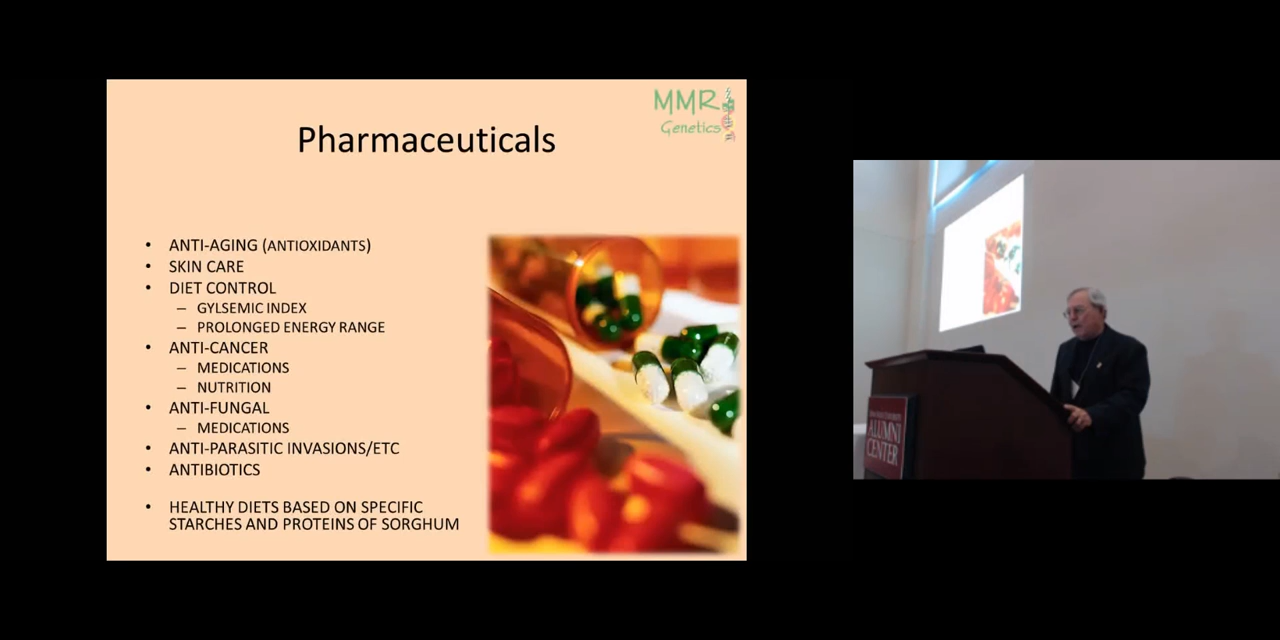 MMR
Genetics
Pharmaceuticals
• ANTI-AGING (ANTIOXIDANTS)
• SKIN CARE
• DIET CONTROL
– GYLSEMIC INDEX
– PROLONGED ENERGY RANGE
• ANTI-CANCER
– MEDICATIONS
– NUTRITION
• ANTI-FUNGAL
– MEDICATIONS
• ANTI-PARASITIC INVASIONS/ETC
• ANTIBIOTICS
• HEALTHY DIETS BASED ON SPECIFIC
STARCHES AND PROTEINS OF SORGHUM
ALUMNI
CENTER